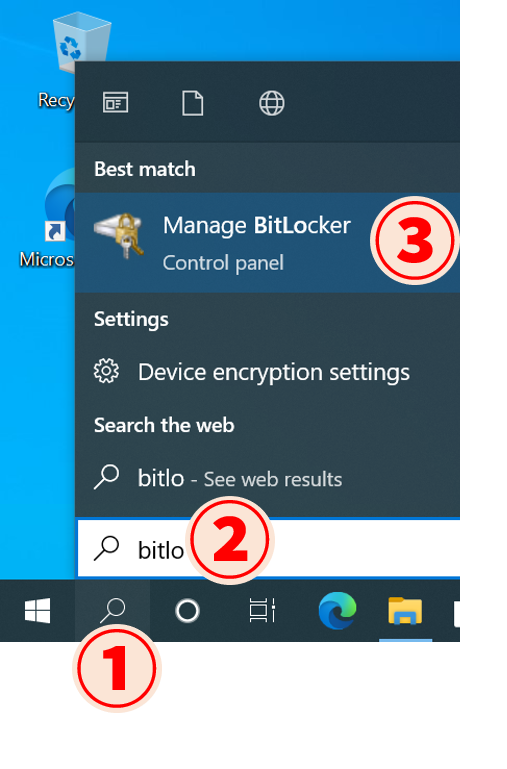 Recy
Micros
Best match
Manage BitLocker
Control panel
3
Settings
Device encryption settings
Search the web
bitlo - See web results
bitlo
2
1